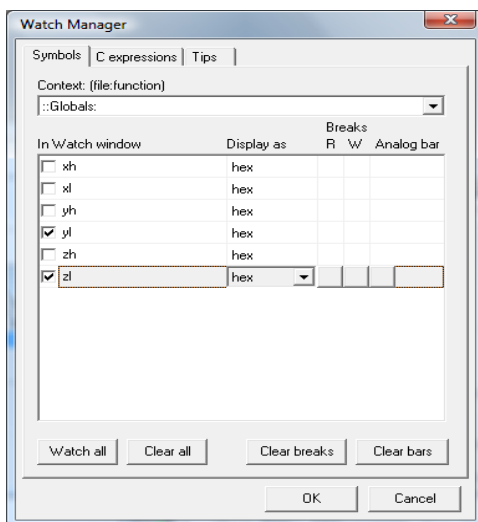 Watch Manager
Symbols C expressions Tips
Context: (file:function)
::Globals:
Breaks
In Watch window Display as R W Analog bar
xh hex
xl hex
yh hex
yl hex
zh hex
zl hex
Watch all Clear all Clear breaks Clear bars
OK Cancel